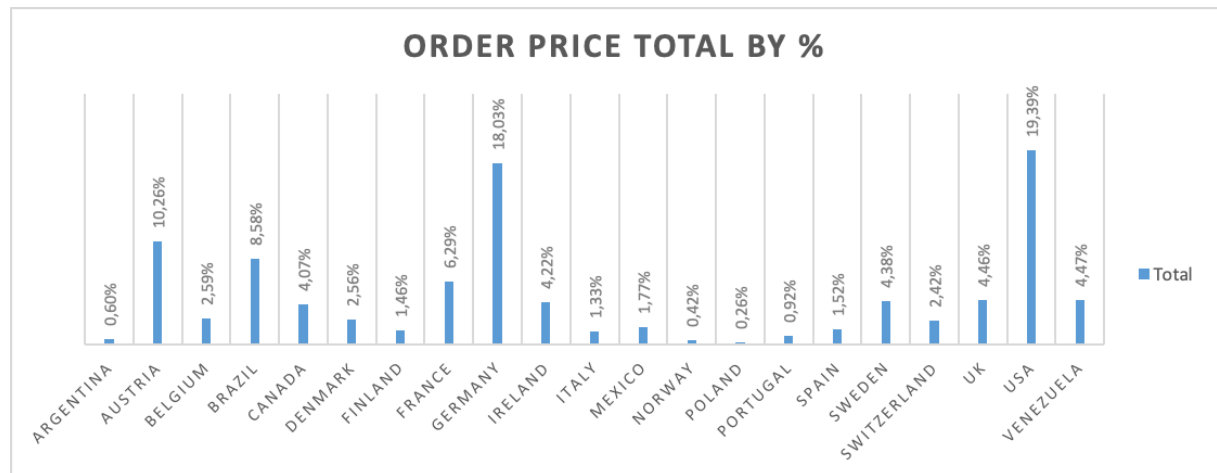 ORDER PRICE TOTAL BY %
0,60%
10,26%
2,59%
8,58%
4,07%
2,56%
1,46%
6,29%
18,03%
4,22%
1,33%
1,77%
0,42%
0,26%
0,92%
1,52%
4,38%
2,42%
4,46%
19,39%
4,47%
Total
ARGENTINA
AUSTRIA
BELGIUM
BRAZIL
CANADA
DENMARK
FINLAND
FRANCE
GERMANY
IRELAND
ITALY
MEXICO
NORWAY
POLAND
PORTUGAL
SPAIN
SWEDEN
SWITZERLAND
UK
USA
VENEZUELA